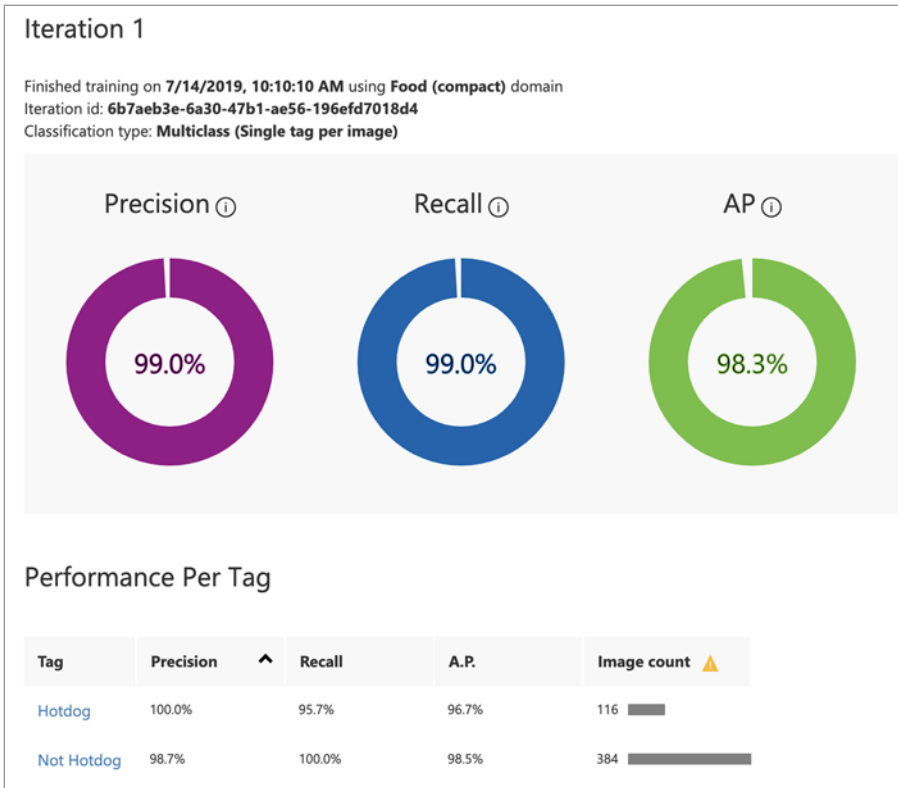 Iteration 1
Finished training on 7/14/2019, 10:10:10 AM using Food (compact) domain
Iteration id: 6b7aeb3e-6a30-47b1-ae56-196efd7018d4
Classification type: Multiclass (Single tag per image)
Precision Recall AP
99.0% 99.0% 98.3%
Performance Per Tag
Tag Precision Recall A.P. Image count
Hotdog 100.0% 95.7% 96.7% 116
Not Hotdog 98.7% 100.0% 98.5% 384